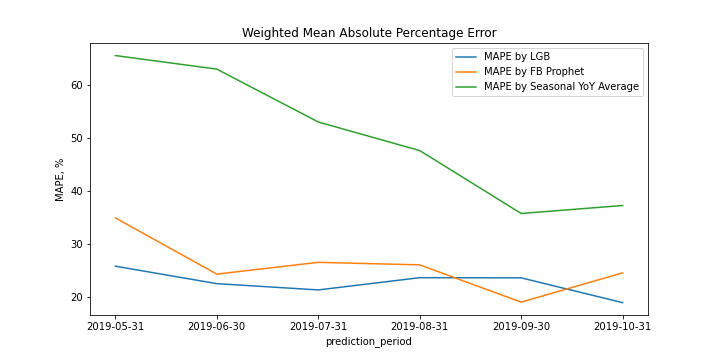 Weighted Mean Absolute Percentage Error
MAPE by LGB
MAPE by FB Prophet
MAPE by Seasonal YoY Average
MAPE, %
60
50
40
30
20
2019-05-31 2019-06-30 2019-07-31 2019-08-31 2019-09-30 2019-10-31
prediction_period